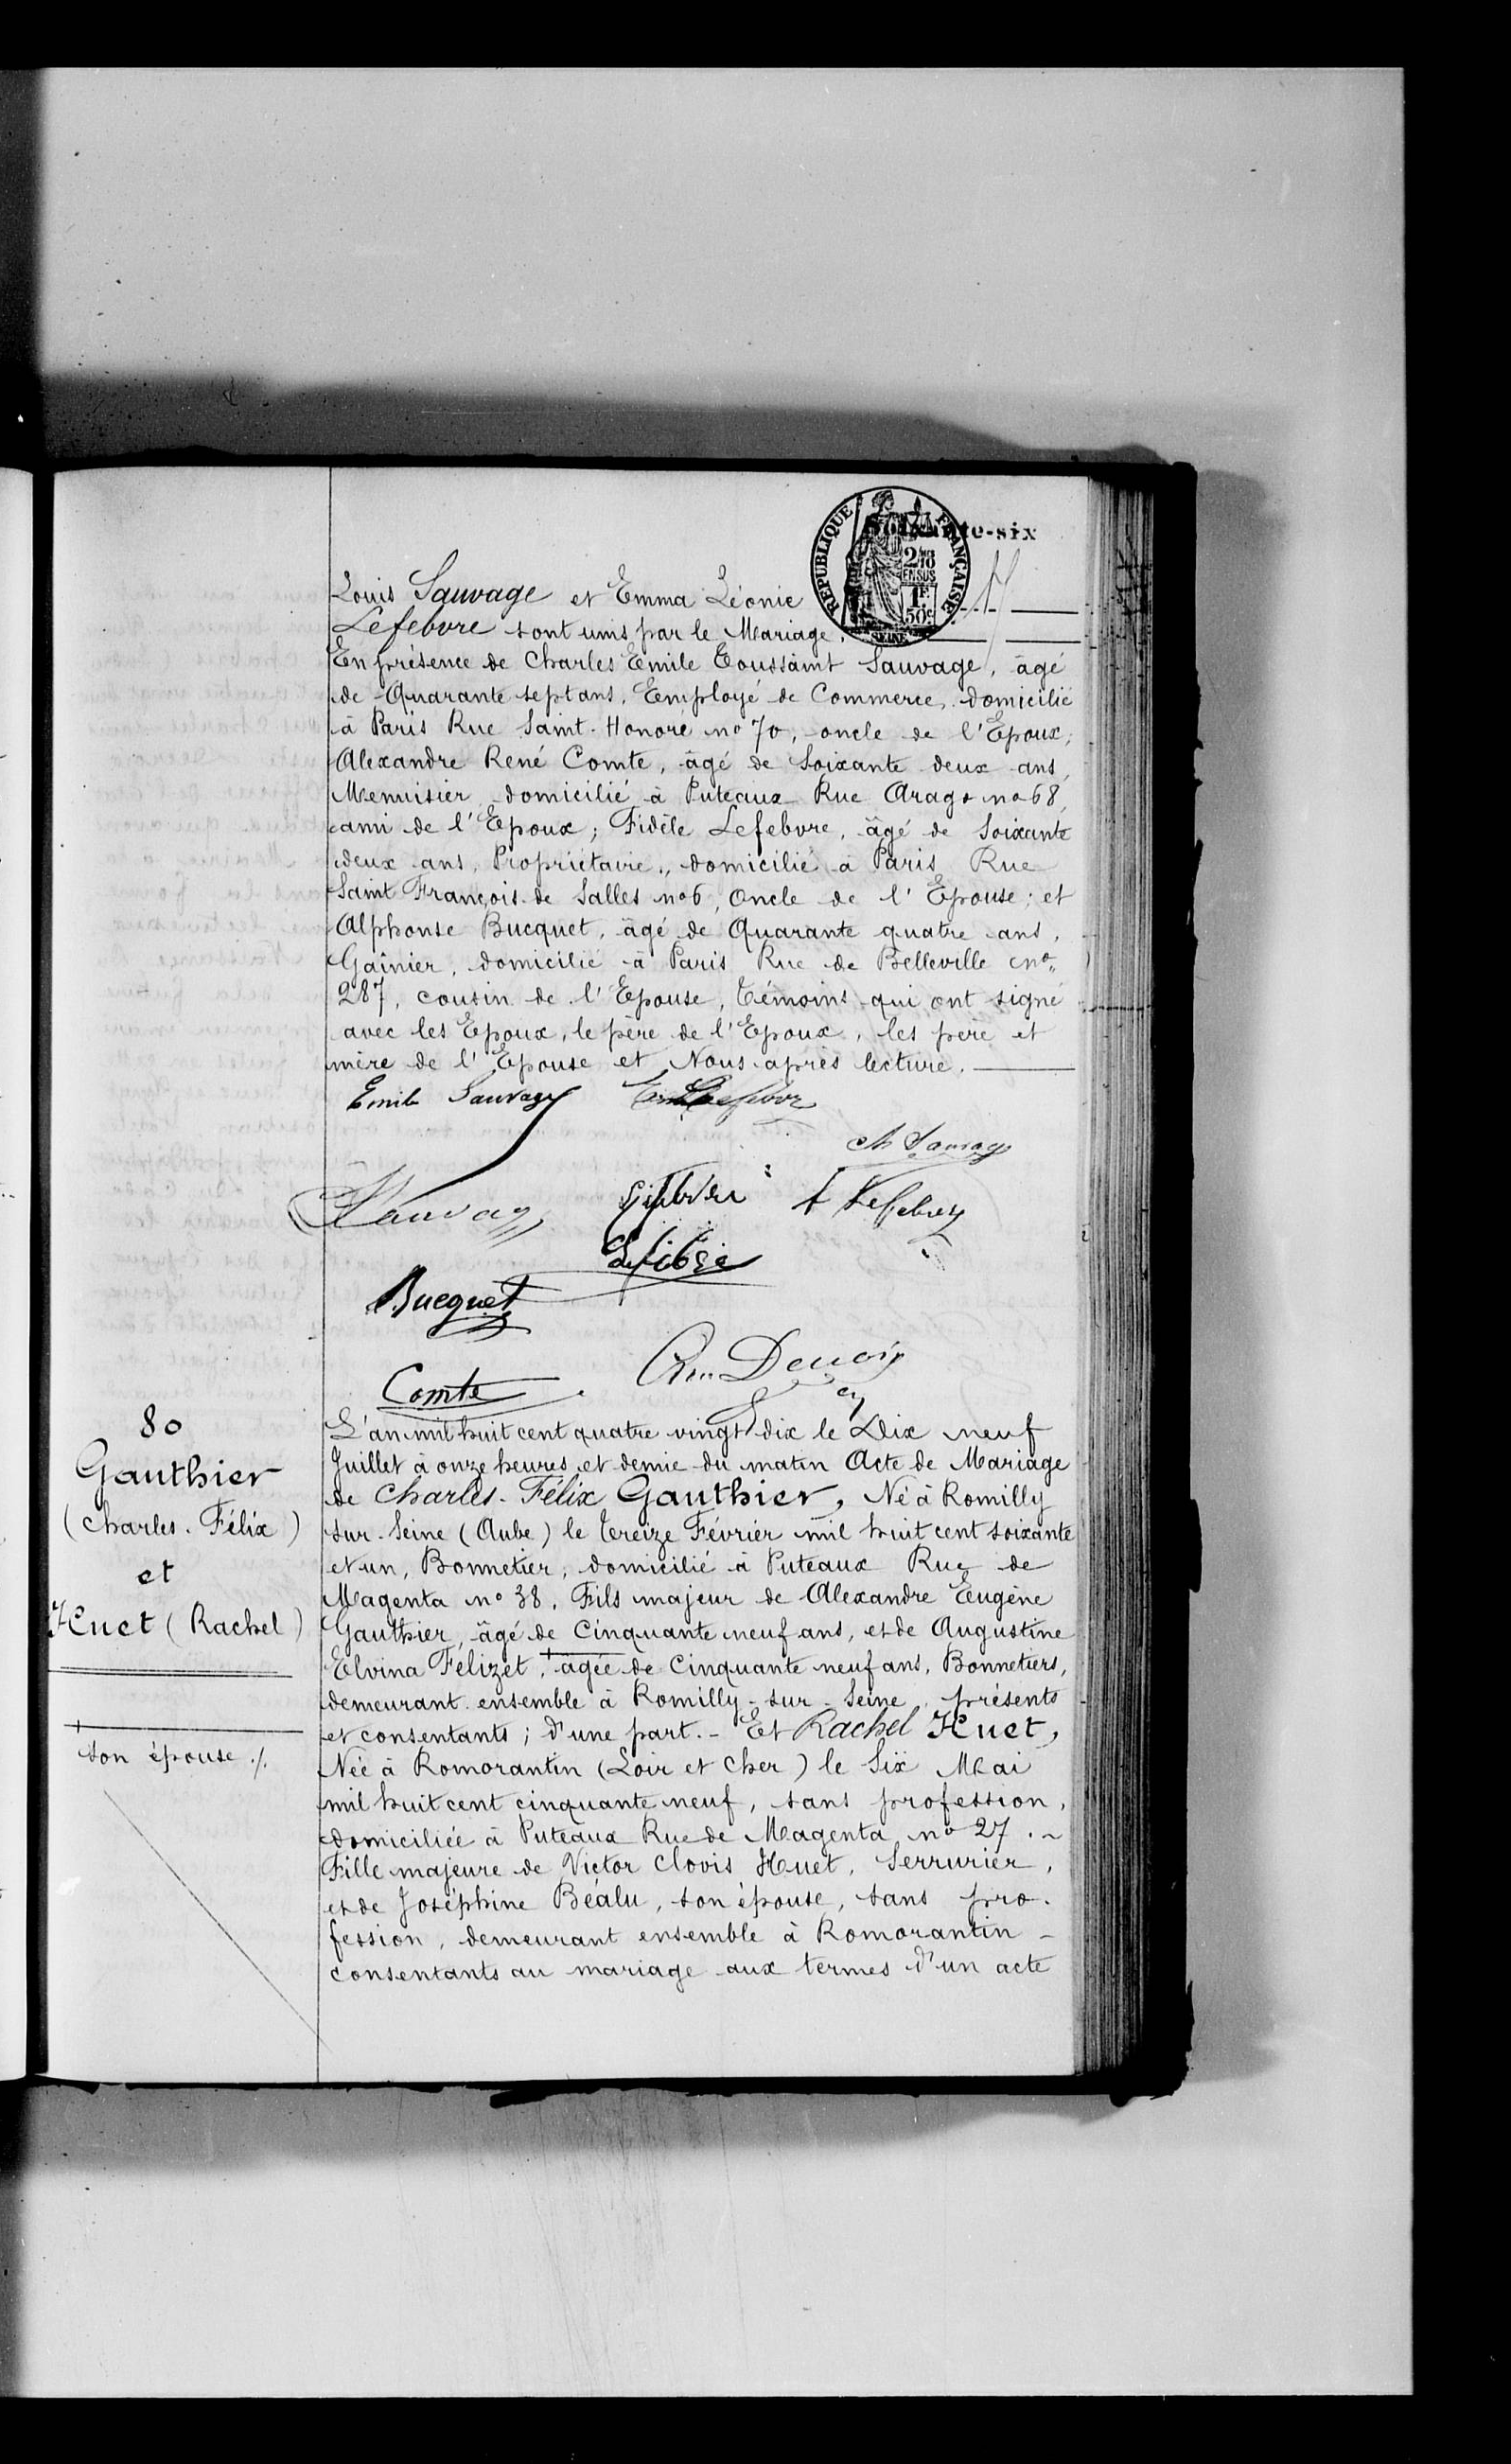 soixante-six
RÉPUBLIQUE FRANÇAISE
2/10
EN SUS
1F.
50c
SEINE
Louis Sauvage et Emma Léonie
Lefebvre sont unis par le Mariage.
En présence de Charles Emile Toussaint Sauvage, âgé
de Quarante sept ans, Employé de Commerce, domicilié
à Paris Rue Saint-Honoré no 70, oncle de l'Epoux;
Alexandre René Comte, âgé de Soixante deux ans,
Menuisier, domicilié à Puteaux Rue Arago no 68,
ami de l'Epoux; Fidèle Lefebvre, âgé de Soixante
deux ans, Propriétaire, domicilié à Paris Rue
Saint François de Salles no 6, Oncle de l'Epouse; et
Alphonse Bucquet, âgé de Quarante quatre ans,
Gaînier, domicilié à Paris Rue de Belleville no
287, cousin de l'Epouse, témoins qui ont signé
avec les Epoux, le père de l'Epoux, les père et
mère de l'Epouse et Nous après lecture.
Emile Sauvage Lefebvre
Ch Sauvage
Sauvage Lefebvre A Lefebvre
Lefebvre
Bucquet
Comte
80
Gauthier
(Charles. Félix)
et
Huet (Rachel)
L'an mil huit cent quatre vingt dix le Dix neuf
Juillet à onze heures et demie du matin Acte de Mariage
de Charles-Félix Gauthier, Né à Romilly
sur-Seine (Aube) le treize Février mil huit cent soixante
et un, Bonnetier, domicilié à Puteaux Rue de
Magenta no 38. Fils majeur de Alexandre Eugène
Gauthier, âgé de Cinquante neuf ans, et de Augustine
Elvina Felizet, âgée de Cinquante neuf ans, Bonnetiers,
demeurant ensemble à Romilly-sur-Seine, présents
et consentants; d'une part.- Et Rachel Huet,
son épouse ./.
Née à Romorantin (Loir et Cher) le Six Mai
mil huit cent cinquante neuf, sans profession,
domiciliée à Puteaux Rue de Magenta no 27.~
Fille majeure de Victor Clovis Huet, Serrurier,
et de Joséphine Béalu, son épouse, sans pro-
fession, demeurant ensemble à Romorantin -
consentants au mariage aux termes d'un acte